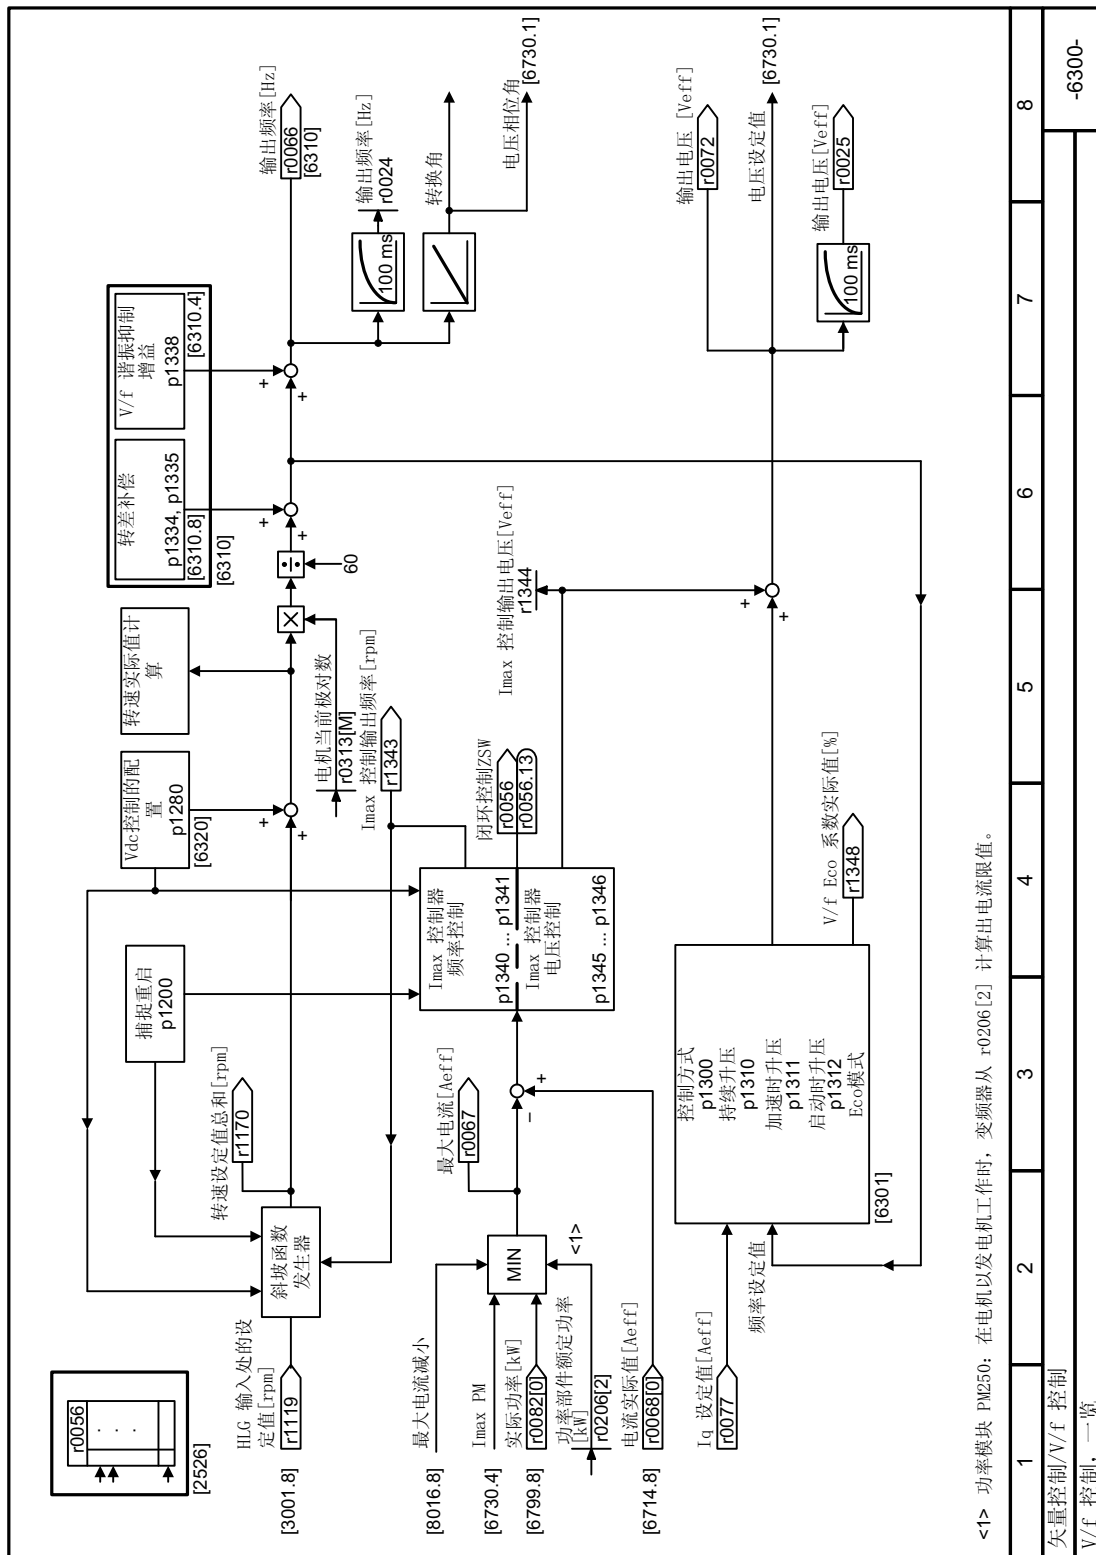 r0056
. . .
[2526]
HLG 输入处的设
定值[rpm]
r1119
[3001.8]
斜坡函数
发生器
转速设定值总和[rpm]
r1170
捕捉重启
p1200
Vdc控制的配
置
p1280
[6320]
+
+
转速实际值计
算
电机当前极对数
r0313[M]
Imax 控制输出频率[rpm]
r1343
60
转差补偿
p1334, p1335
[6310.8]
V/f 谐振抑制
增益
p1338
[6310.4]
[6310]
+
+
+
+
输出频率[Hz]
r0066
[6310]
100 ms
输出频率[Hz]
r0024
转换角
电压相位角
[6730.1]
最大电流减小
[8016.8]
Imax PM
[6730.4]
实际功率[kW]
r0082[0]
[6799.8]
功率部件额定功率
[kW]
r0206[2]
<1>
MIN
电流实际值[Aeff]
r0068[0]
[6714.8]
最大电流[Aeff]
r0067
−
+
Imax 控制器
频率控制
p1340 ... p1341
Imax 控制器
电压控制
p1345 ... p1346
闭环控制ZSW
r0056
r0056.13
Imax 控制输出电压[Veff]
r1344
Iq 设定值[Aeff]
r0077
频率设定值
控制方式
p1300
持续升压
p1310
加速时升压
p1311
启动时升压
p1312
Eco模式
[6301]
V/f Eco 系数实际值[%]
r1348
+
+
输出电压 [Veff]
r0072
电压设定值
[6730.1]
100 ms
输出电压[Veff]
r0025
<1> 功率模块 PM250: 在电机以发电机工作时, 变频器从 r0206[2] 计算出电流限值。
1 2 3 4 5 6 7 8
矢量控制/V/f 控制
V/f 控制, 一览
-6300-